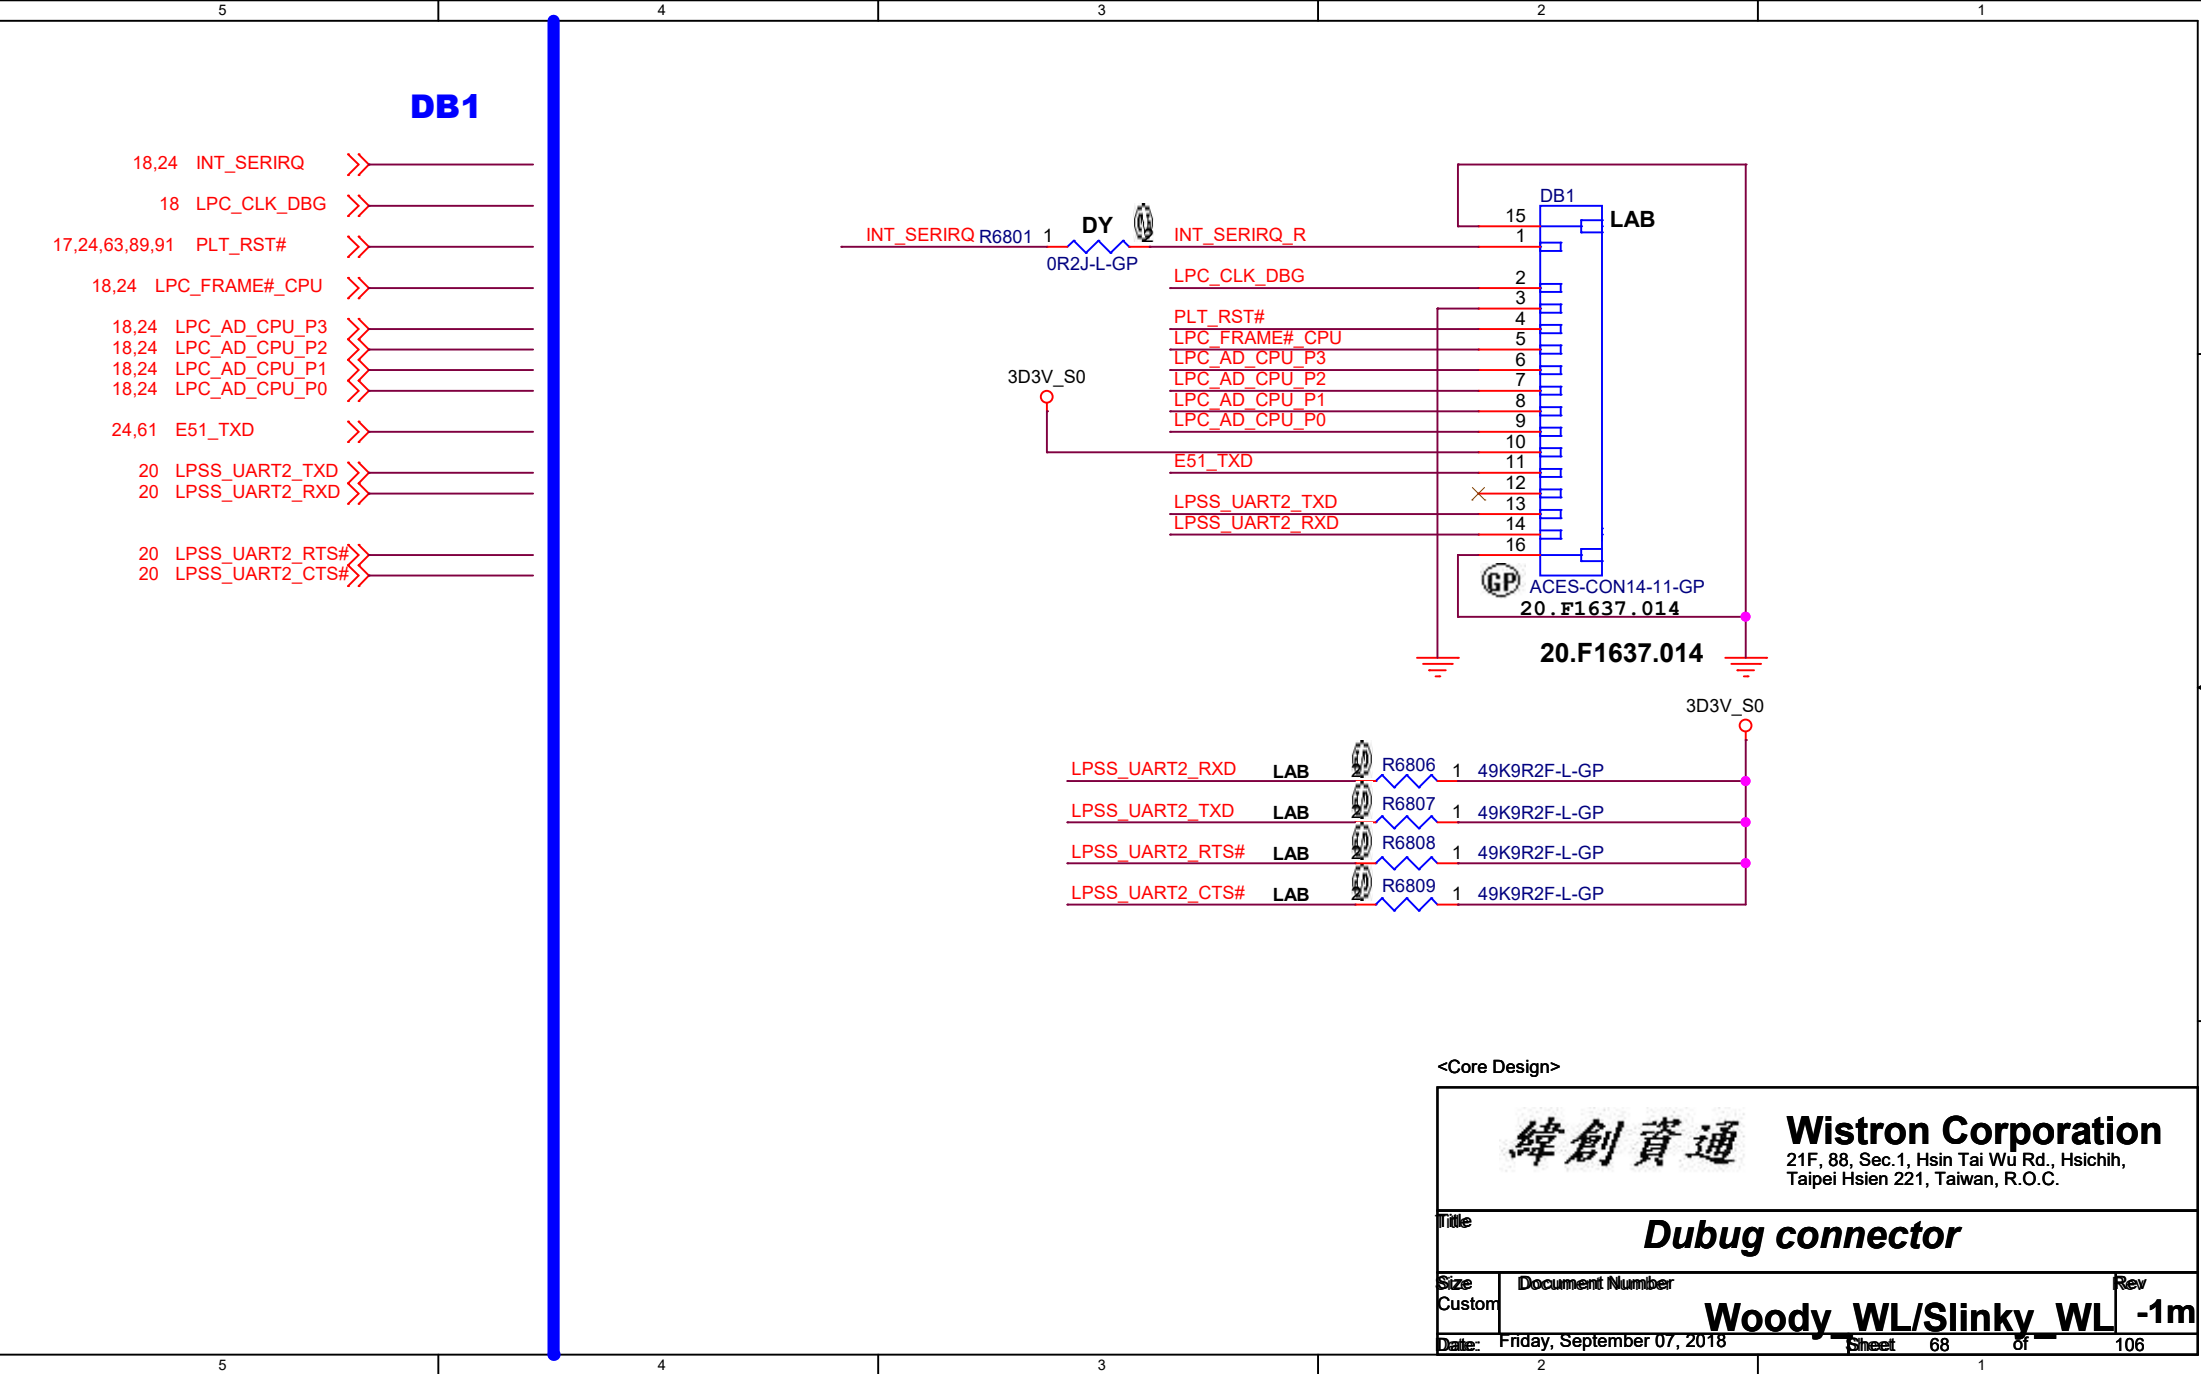 5 4 3 2 1
DB1
18,24 INT_SERIRQ
18 LPC_CLK_DBG
17,24,63,89,91 PLT_RST#
18,24 LPC_FRAME#_CPU
18,24 LPC_AD_CPU_P3
18,24 LPC_AD_CPU_P2
18,24 LPC_AD_CPU_P1
18,24 LPC_AD_CPU_P0
24,61 E51_TXD
20 LPSS_UART2_TXD
20 LPSS_UART2_RXD
20 LPSS_UART2_RTS#
20 LPSS_UART2_CTS#
DB1
15 LAB
INT_SERIRQ R6801 1 DY 2 INT_SERIRQ_R 1
0R2J-L-GP
LPC_CLK_DBG 2
3
PLT_RST# 4
LPC_FRAME#_CPU 5
LPC_AD_CPU_P3 6
3D3V_S0
LPC_AD_CPU_P2 7
LPC_AD_CPU_P1 8
LPC_AD_CPU_P0 9
10
E51_TXD 11
12
LPSS_UART2_TXD 13
LPSS_UART2_RXD 14
16
GP ACES-CON14-11-GP
20.F1637.014
20.F1637.014
3D3V_S0
LPSS_UART2_RXD LAB 2 R6806 1 49K9R2F-L-GP
LPSS_UART2_TXD LAB 2 R6807 1 49K9R2F-L-GP
LPSS_UART2_RTS# LAB 2 R6808 1 49K9R2F-L-GP
LPSS_UART2_CTS# LAB 2 R6809 1 49K9R2F-L-GP
<Core Design>
緯創資通
Wistron Corporation
21F, 88, Sec.1, Hsin Tai Wu Rd., Hsichih,
Taipei Hsien 221, Taiwan, R.O.C.
Title
Dubug connector
Size Document Number Rev
Custom
Woody_WL/Slinky_WL -1m
Date: Friday, September 07, 2018 Sheet 68 of 106
5 4 3 2 1